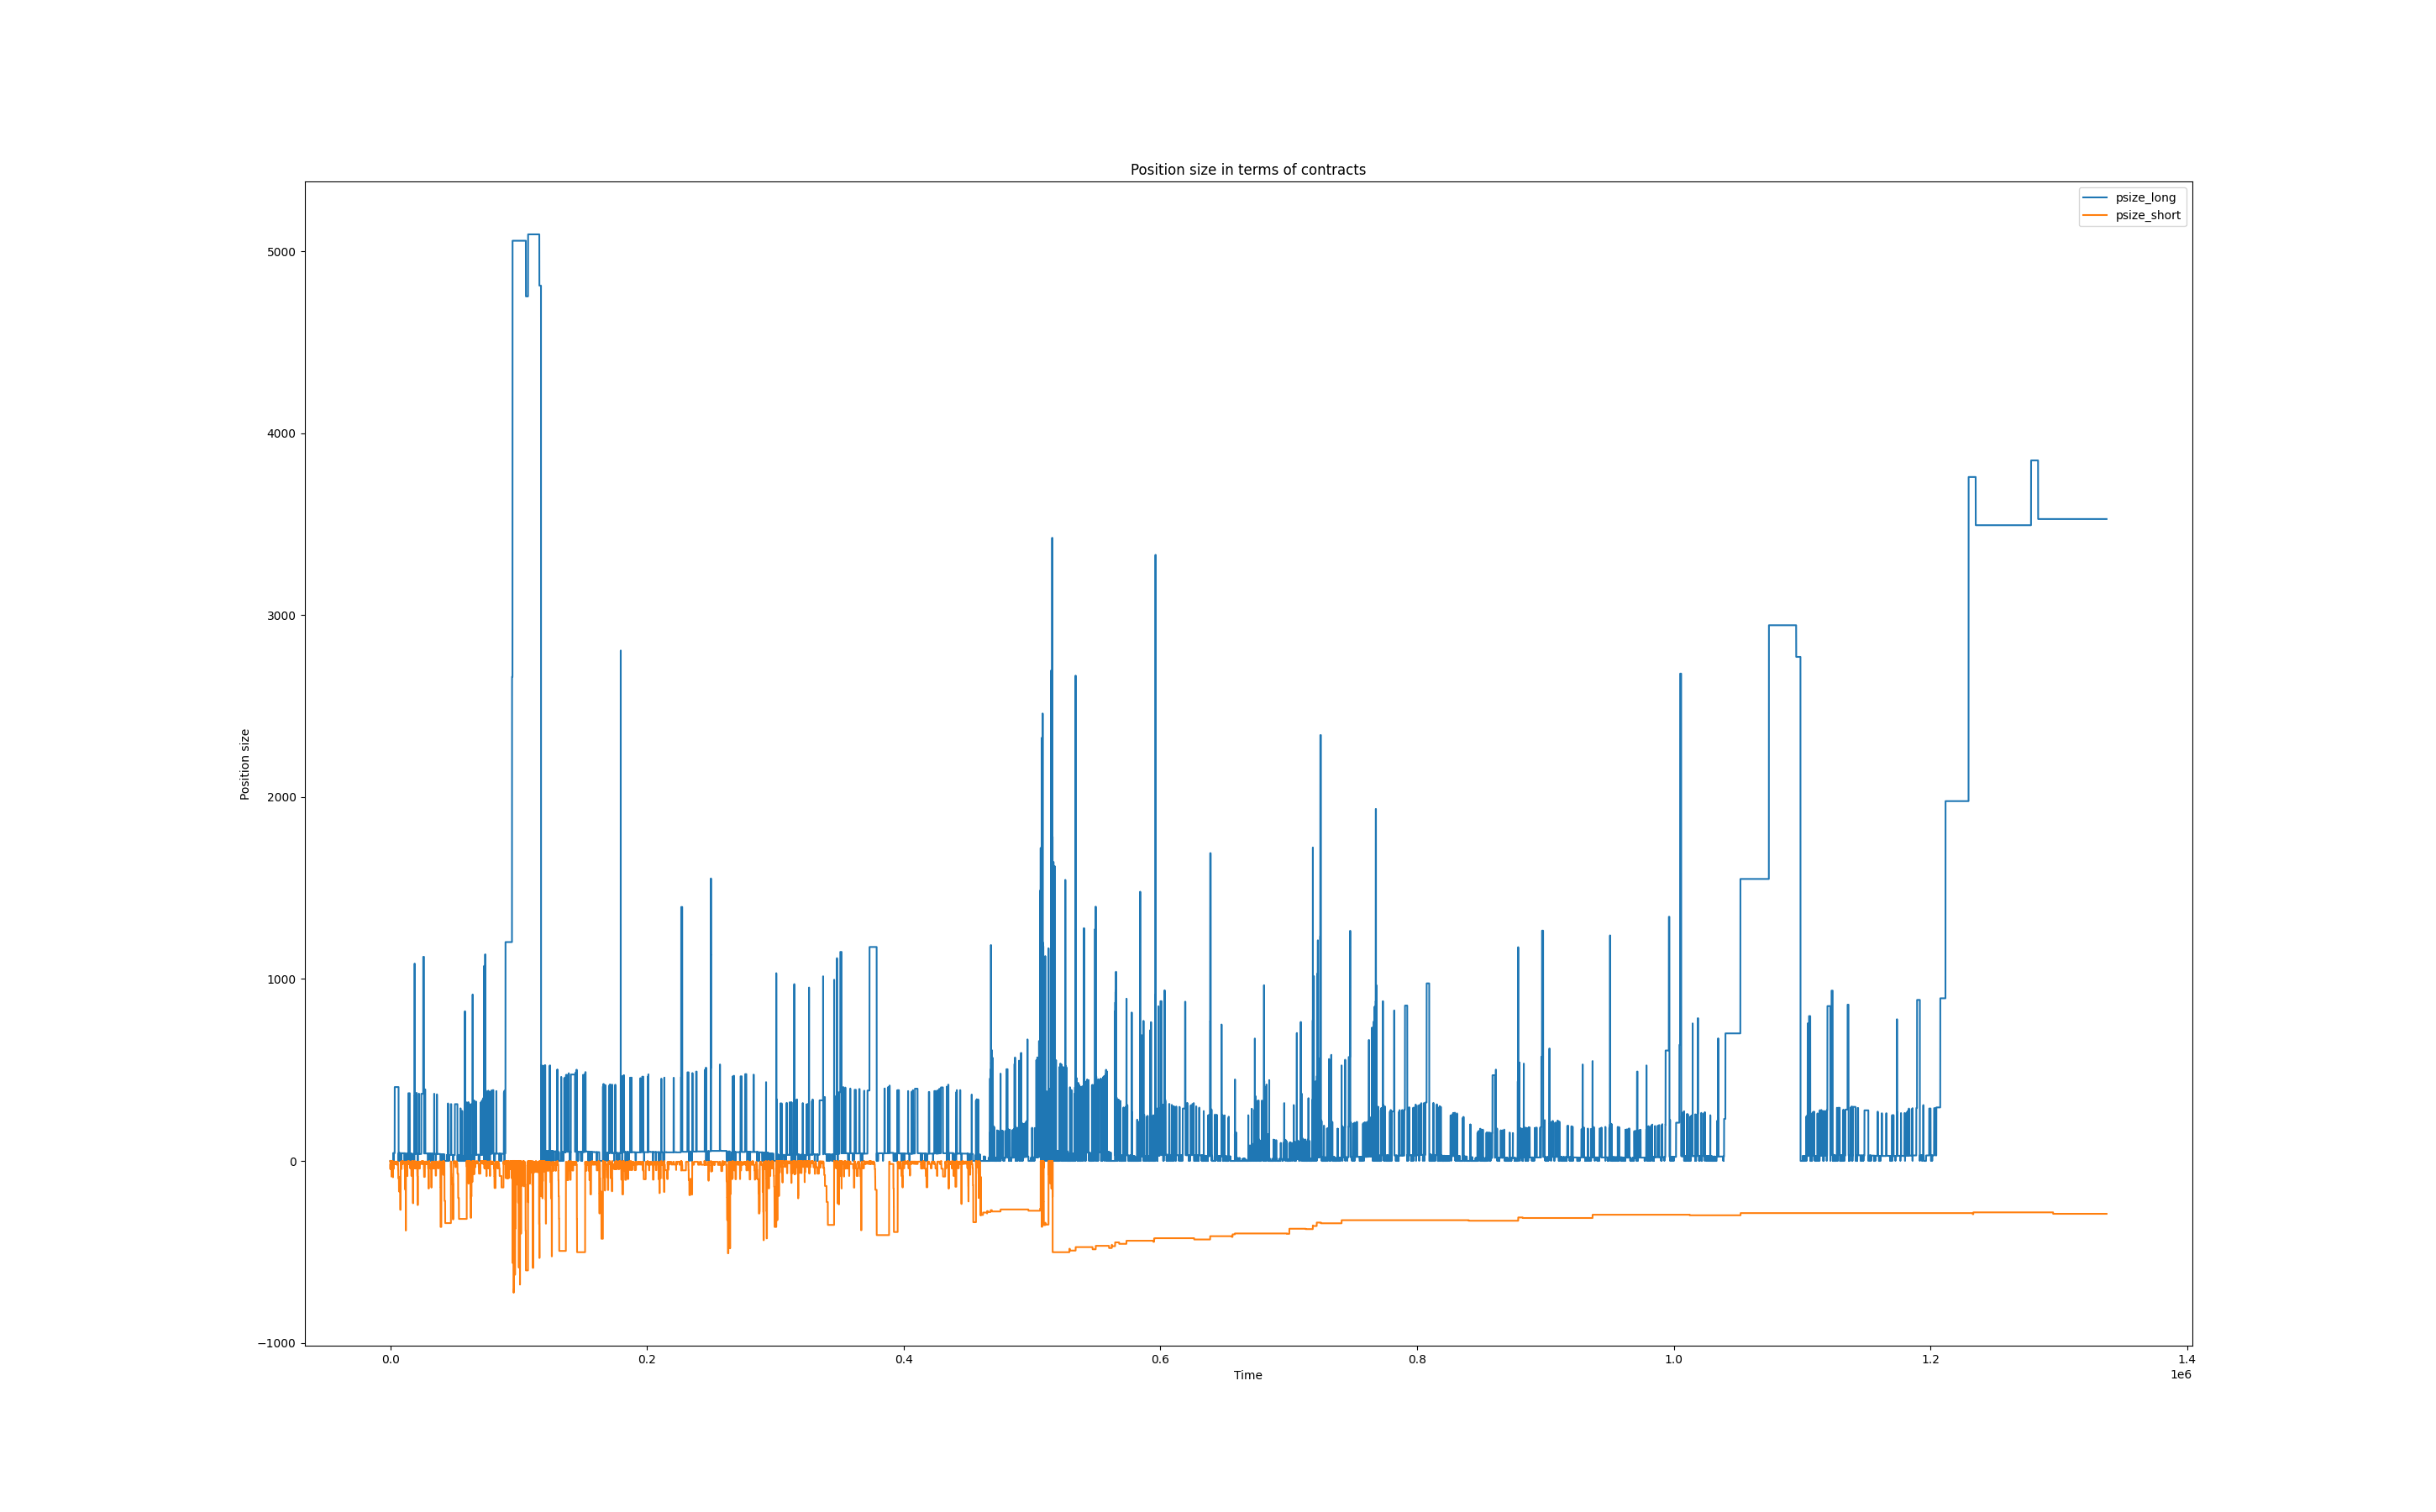 Position size in terms of contracts
psize_long
psize_short
5000
4000
3000
2000
1000
0
−1000
Position size
0.0 0.2 0.4 0.6 0.8 1.0 1.2 1.4
Time
1e6